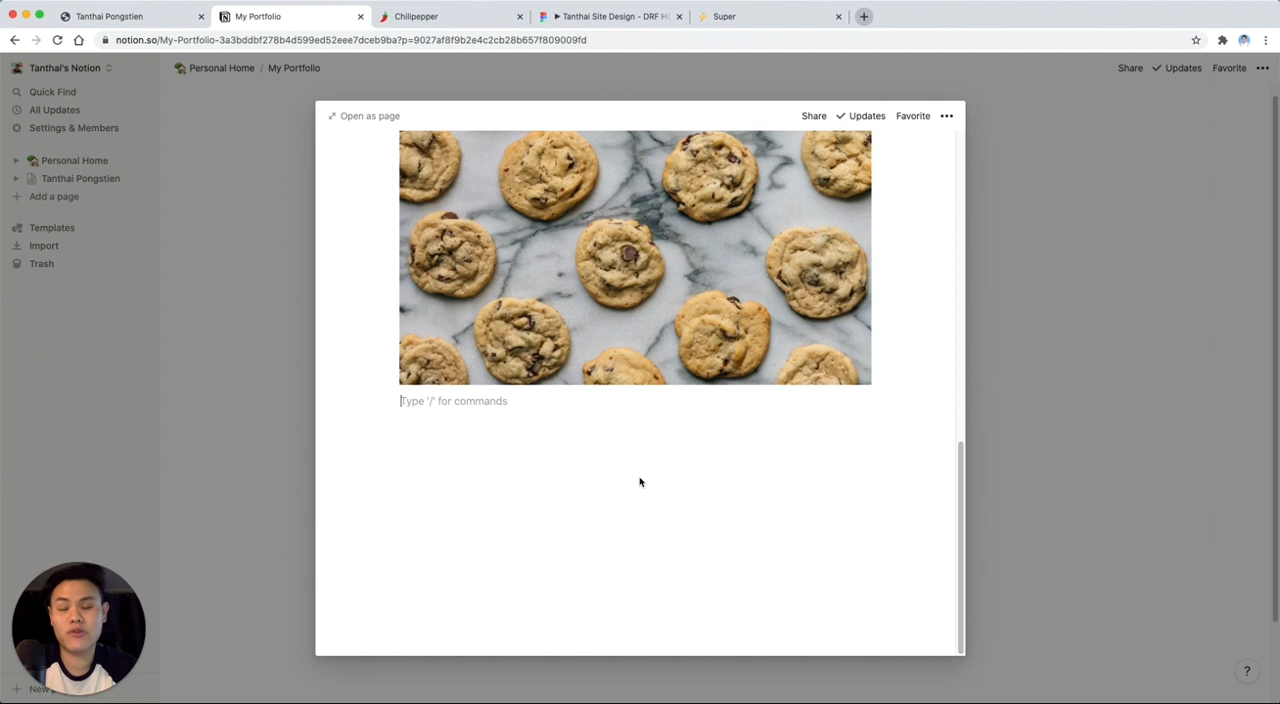 Tanthai Pongstien
My Portfolio
Chilipepper
Tanthai Site Design - DRF H
Super
notion.so/My-Portfolio-3a3bddbf278b4d599ed52eee7dceb9ba?p=9027af8f9b2e4c2cb28b657f809009fd
Tanthai's Notion
Personal Home / My Portfolio
Share
Updates
Favorite
Quick Find
All Updates
Settings & Members
Personal Home
Tanthai Pongstien
Add a page
Templates
Import
Trash
New
Open as page
Share
Updates
Favorite
Type '/' for commands
?